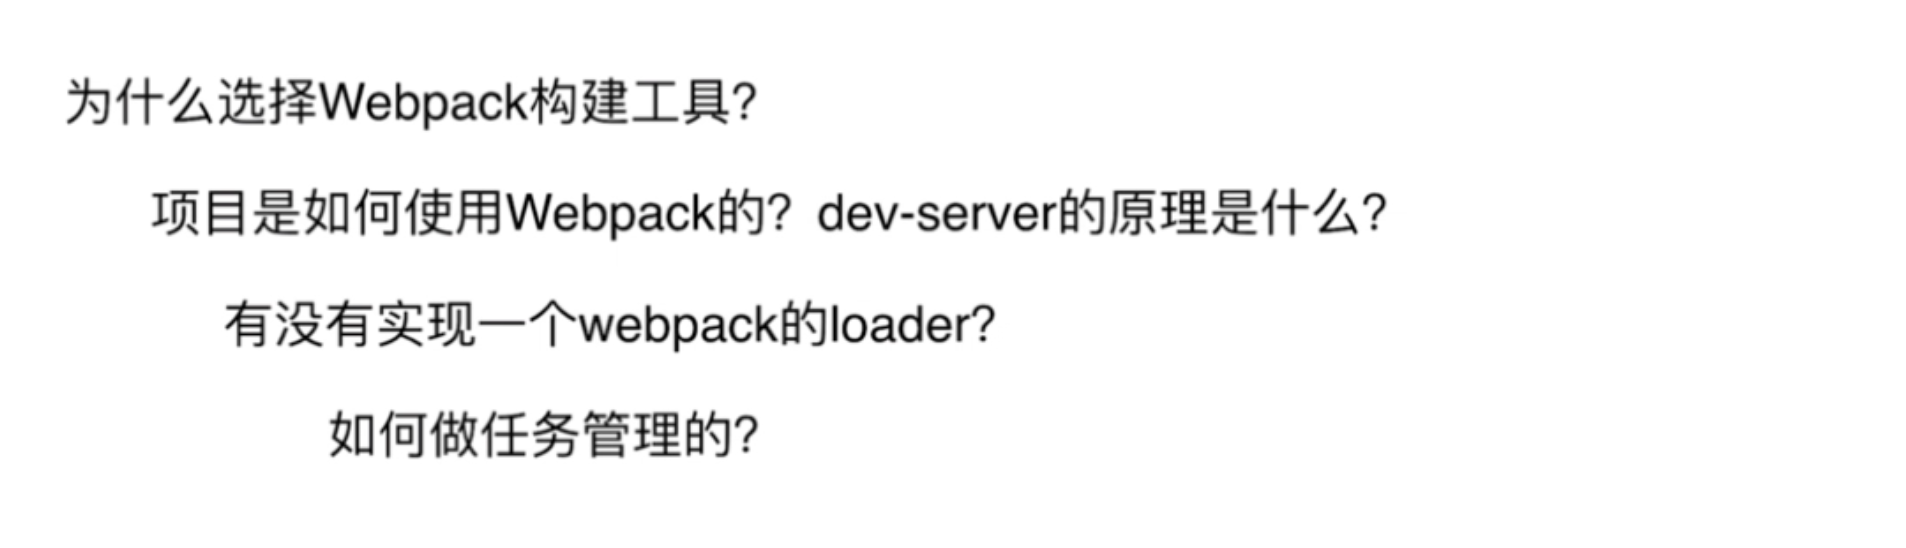 为什么选择Webpack构建工具?
项目是如何使用Webpack的? dev-server的原理是什么?
有没有实现一个webpack的loader?
如何做任务管理的?